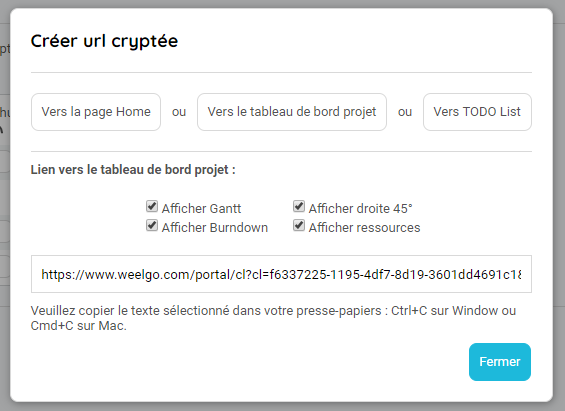 Créer url cryptée
Vers la page Home ou Vers le tableau de bord projet ou Vers TODO List
Lien vers le tableau de bord projet :
Afficher Gantt Afficher droite 45°
Afficher Burndown Afficher ressources
https://www.weelgo.com/portal/cl?cl=f6337225-1195-4df7-8d19-3601dd4691c18
Veuillez copier le texte sélectionné dans votre presse-papiers : Ctrl+C sur Window ou
Cmd+C sur Mac.
Fermer